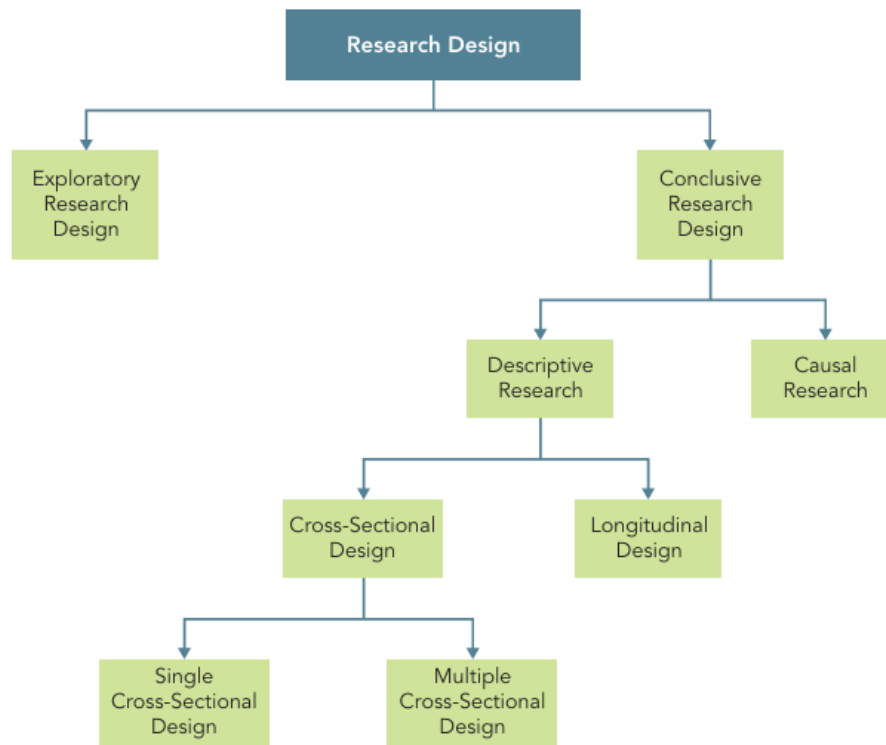 Research Design
Exploratory
Research
Design
Conclusive
Research
Design
Descriptive
Research
Causal
Research
Cross-Sectional
Design
Longitudinal
Design
Single
Cross-Sectional
Design
Multiple
Cross-Sectional
Design